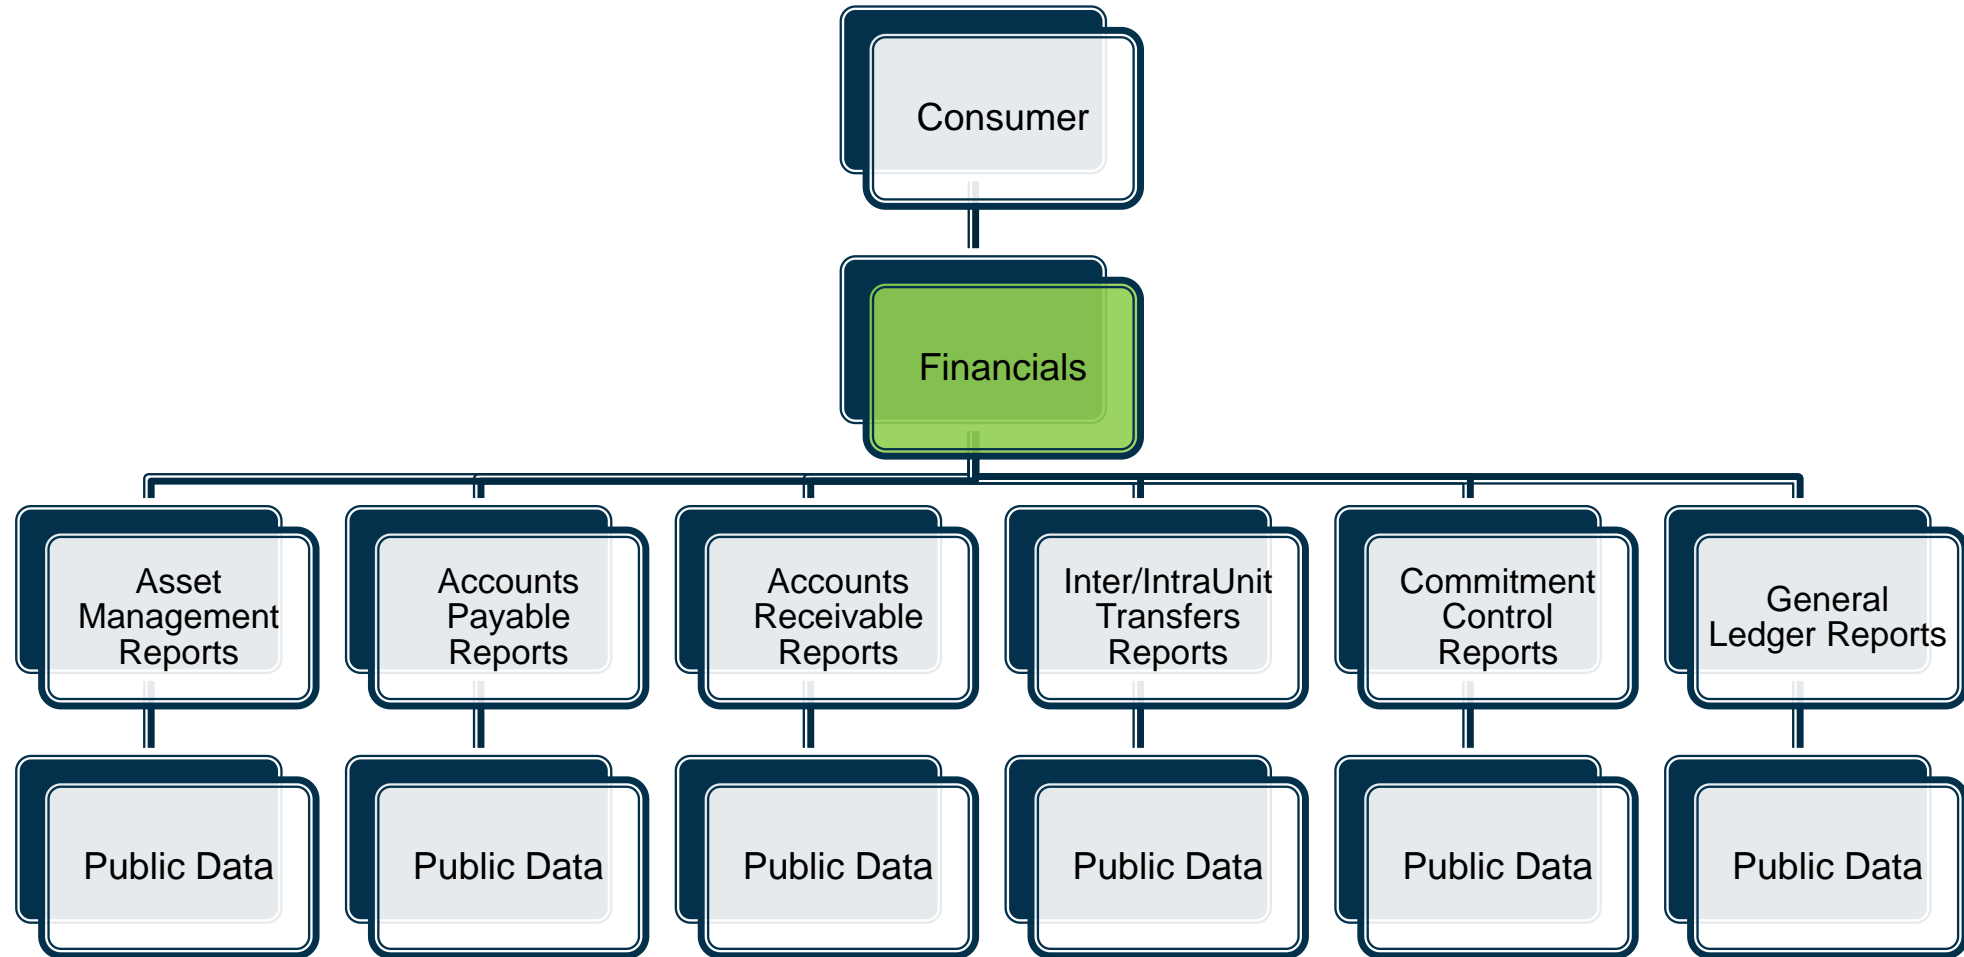 Consumer
Financials
Asset
Management
Reports
Accounts
Payable
Reports
Accounts
Receivable
Reports
Inter/IntraUnit
Transfers
Reports
Commitment
Control
Reports
General
Ledger Reports
Public Data
Public Data
Public Data
Public Data
Public Data
Public Data